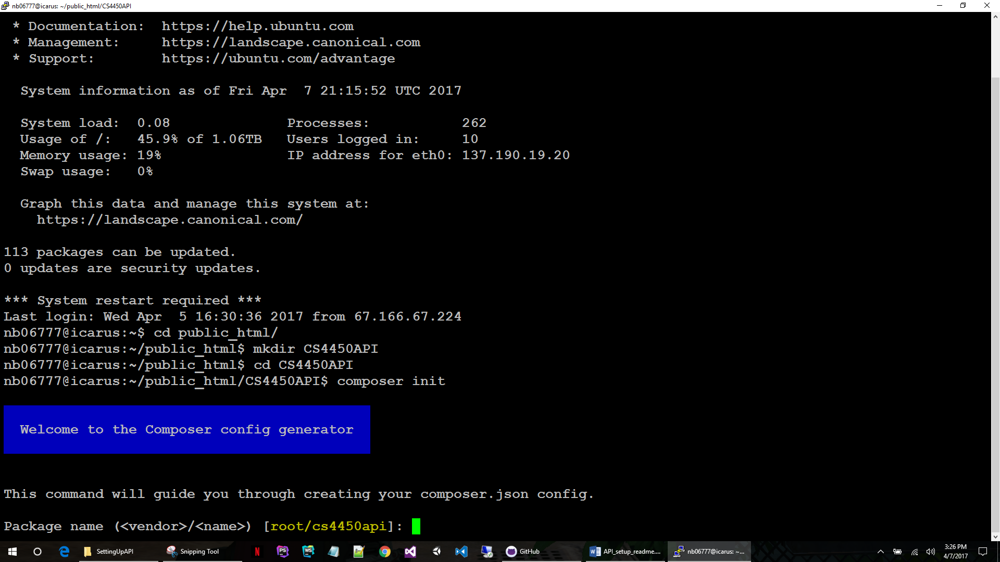 nb06777@icarus: ~/public_html/CS4450API
* Documentation:  https://help.ubuntu.com
* Management:     https://landscape.canonical.com
* Support:        https://ubuntu.com/advantage
System information as of Fri Apr  7 21:15:52 UTC 2017
System load:  0.08              Processes:           262
Usage of /:   45.9% of 1.06TB   Users logged in:     10
Memory usage: 19%               IP address for eth0: 137.190.19.20
Swap usage:   0%
Graph this data and manage this system at:
https://landscape.canonical.com/
113 packages can be updated.
0 updates are security updates.
*** System restart required ***
Last login: Wed Apr  5 16:30:36 2017 from 67.166.67.224
nb06777@icarus:~$ cd public_html/
nb06777@icarus:~/public_html$ mkdir CS4450API
nb06777@icarus:~/public_html$ cd CS4450API
nb06777@icarus:~/public_html/CS4450API$ composer init
Welcome to the Composer config generator
This command will guide you through creating your composer.json config.
Package name (<vendor>/<name>) [root/cs4450api]:
SettingUpAPI Snipping Tool N PS WS GitHub API_setup_readme.... nb06777@icarus: ~... 3:26 PM
4/7/2017